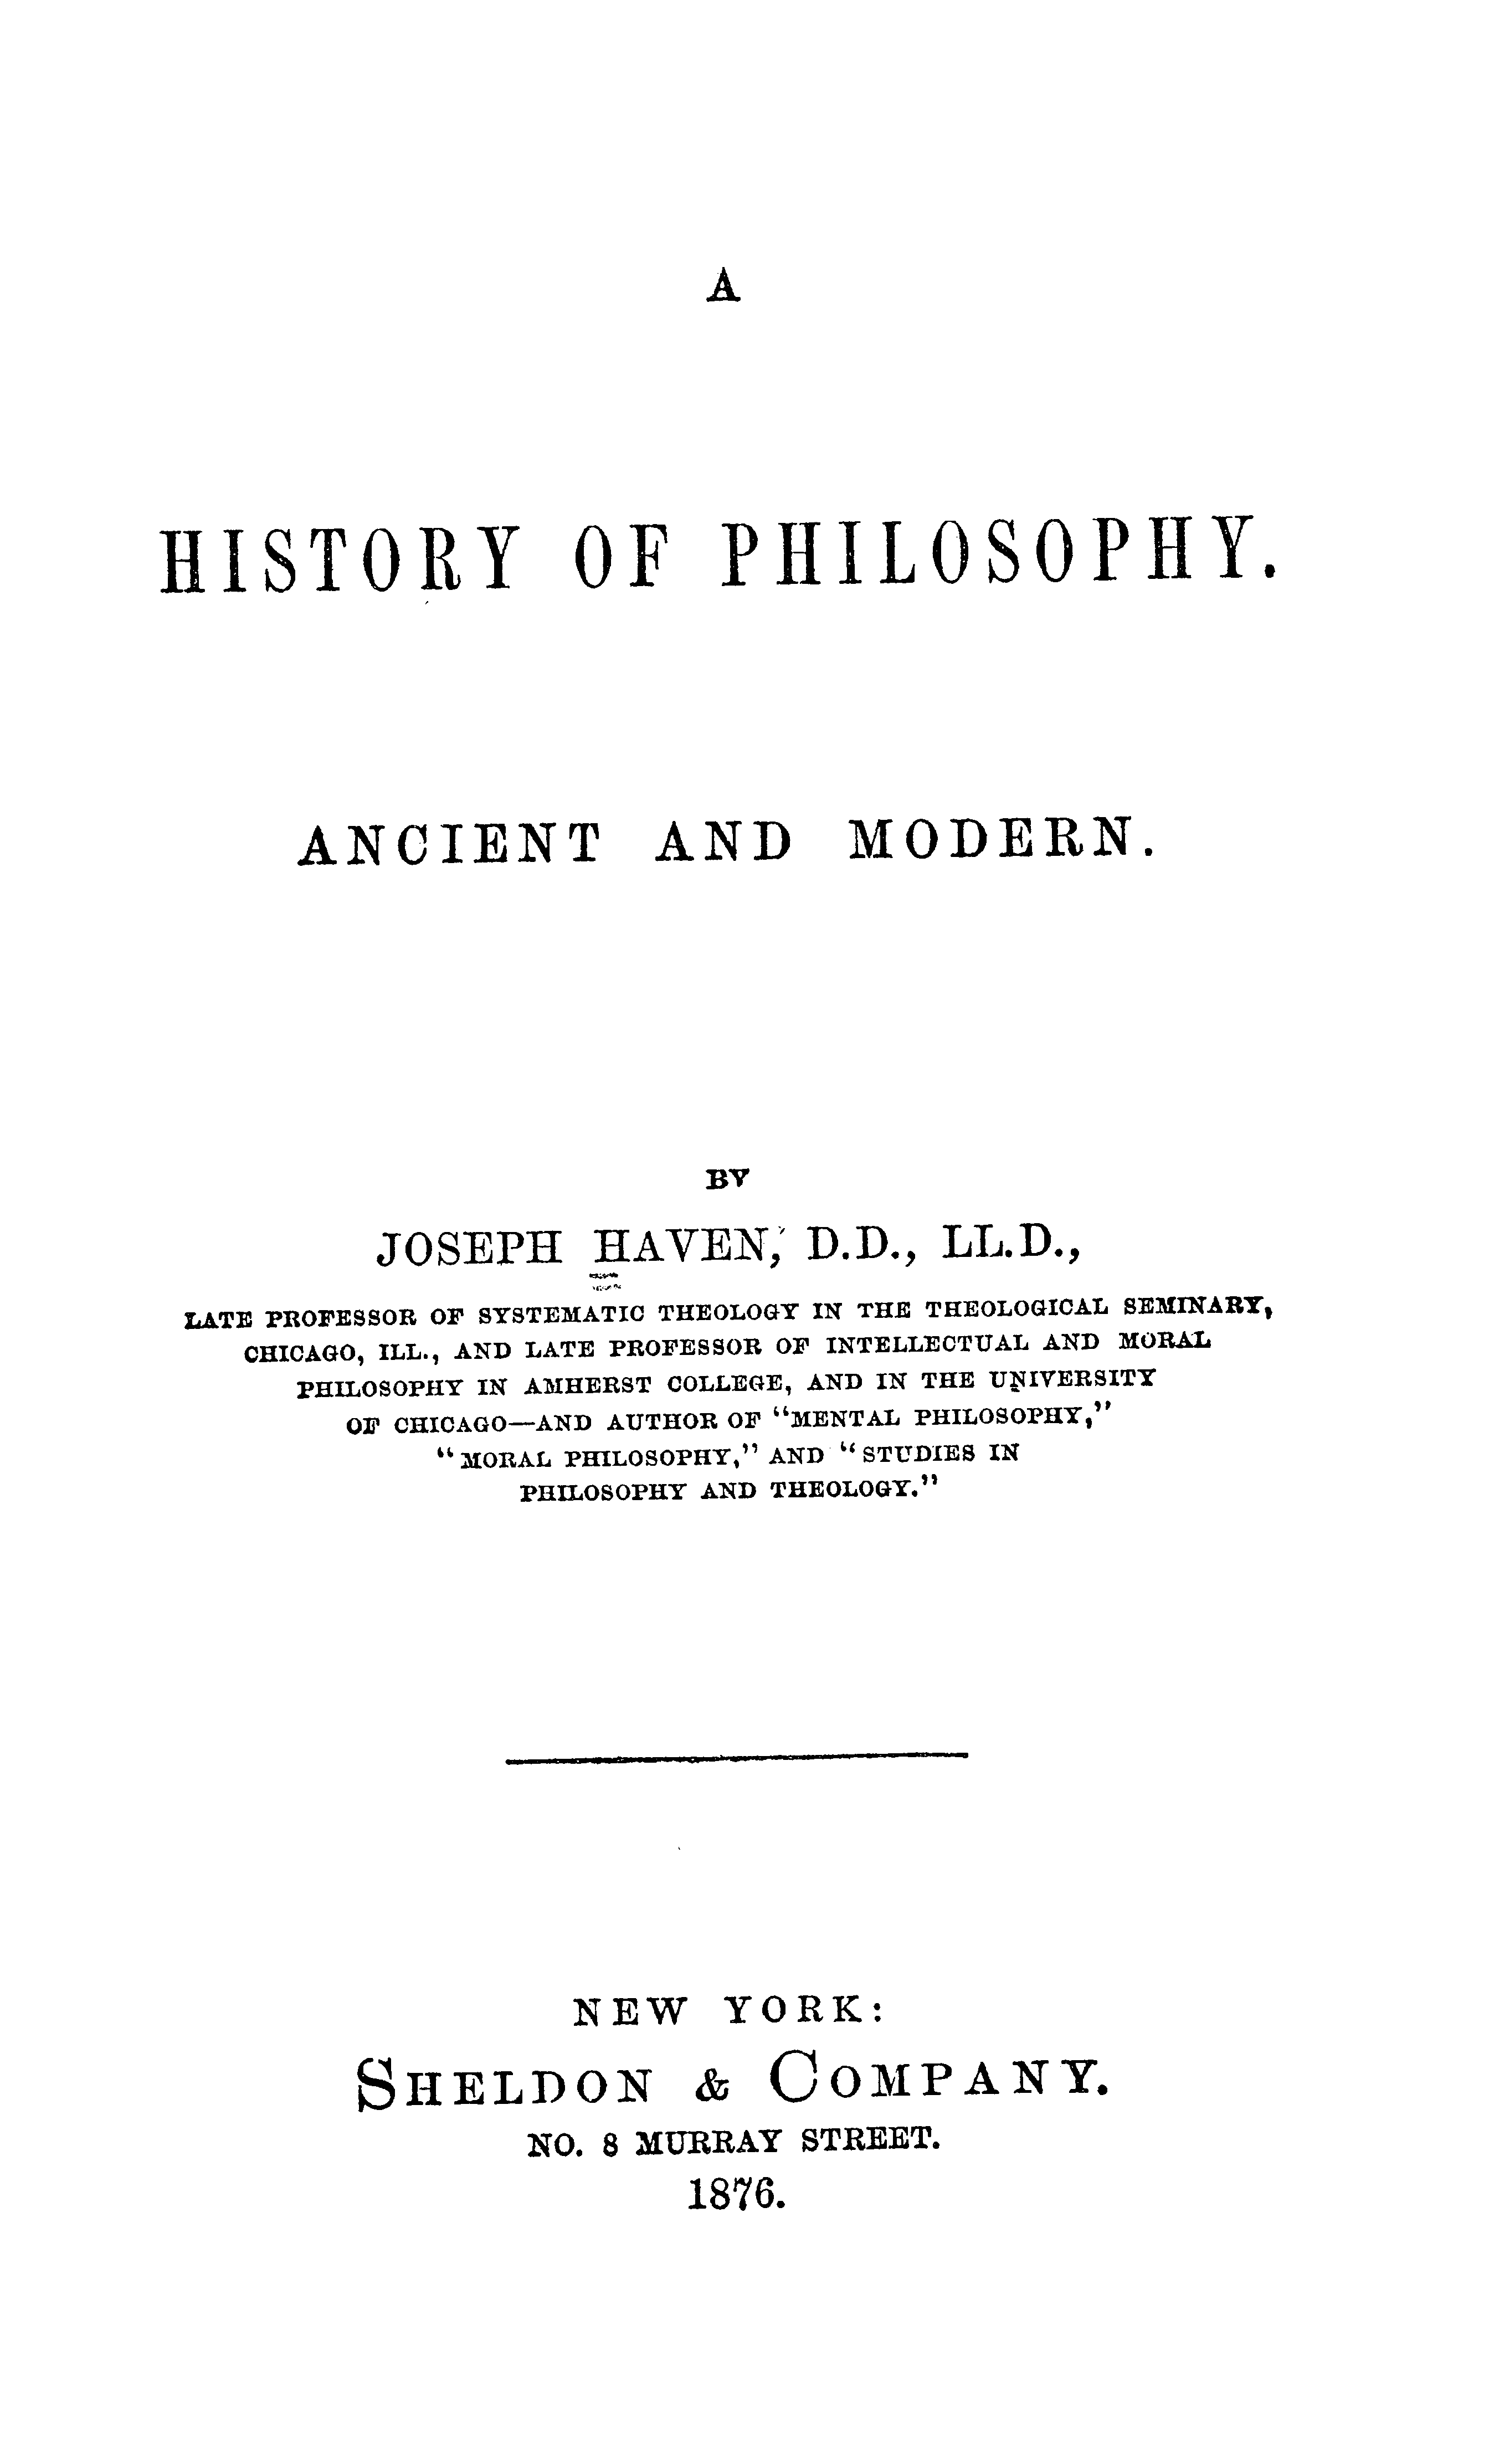 A
HISTORY OF PHILOSOPHY.
ANCIENT AND MODERN.
BY
JOSEPH HAVEN, D.D., LL.D.,
LATE PROFESSOR OF SYSTEMATIC THEOLOGY IN THE THEOLOGICAL SEMINARY,
CHICAGO, ILL., AND LATE PROFESSOR OF INTELLECTUAL AND MORAL
PHILOSOPHY IN AMHERST COLLEGE, AND IN THE UNIVERSITY
OF CHICAGO—AND AUTHOR OF “MENTAL PHILOSOPHY,”
“MORAL PHILOSOPHY,” AND “STUDIES IN
PHILOSOPHY AND THEOLOGY.”
NEW YORK:
SHELDON & COMPANY.
NO. 8 MURRAY STREET.
1876.